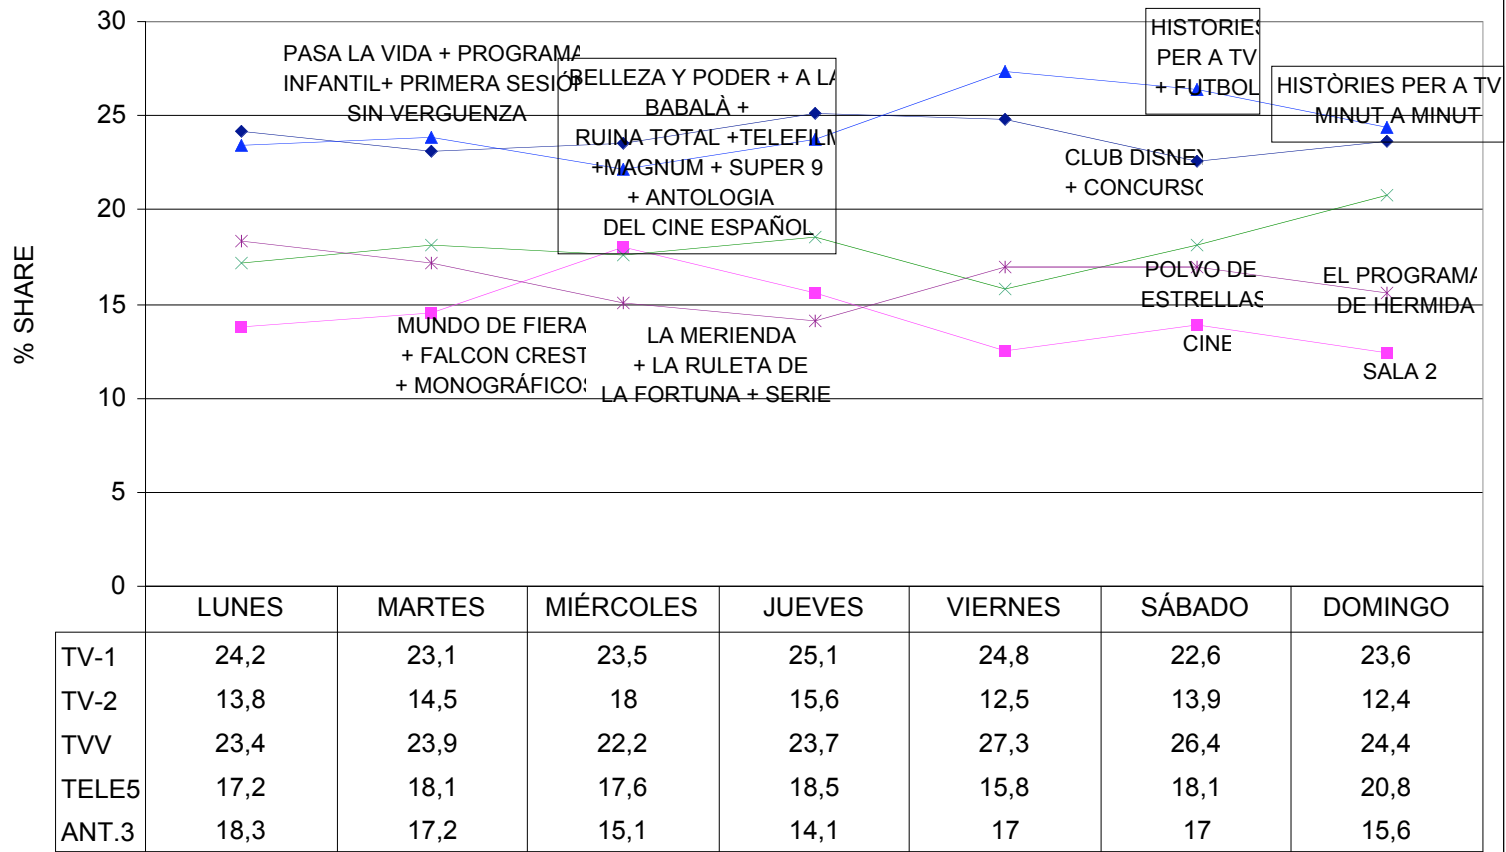 % SHARE
30
25
20
15
10
5
0
PASA LA VIDA + PROGRAMA
INFANTIL+ PRIMERA SESIÓN
SIN VERGUENZA
BELLEZA Y PODER + A LA
BABALÀ +
RUINA TOTAL +TELEFILM
+MAGNUM + SUPER 9
+ ANTOLOGIA
DEL CINE ESPAÑOL
HISTORIES
PER A TV
+ FUTBOL
HISTÒRIES PER A TV
MINUT A MINUT
CLUB DISNEY
+ CONCURSO
MUNDO DE FIERA
+ FALCON CREST
+ MONOGRÁFICOS
LA MERIENDA
+ LA RULETA DE
LA FORTUNA + SERIE
POLVO DE
ESTRELLAS
CINE
EL PROGRAMA
DE HERMIDA
SALA 2
LUNES MARTES MIÉRCOLES JUEVES VIERNES SÁBADO DOMINGO
TV-1 24,2 23,1 23,5 25,1 24,8 22,6 23,6
TV-2 13,8 14,5 18 15,6 12,5 13,9 12,4
TVV 23,4 23,9 22,2 23,7 27,3 26,4 24,4
TELE5 17,2 18,1 17,6 18,5 15,8 18,1 20,8
ANT.3 18,3 17,2 15,1 14,1 17 17 15,6